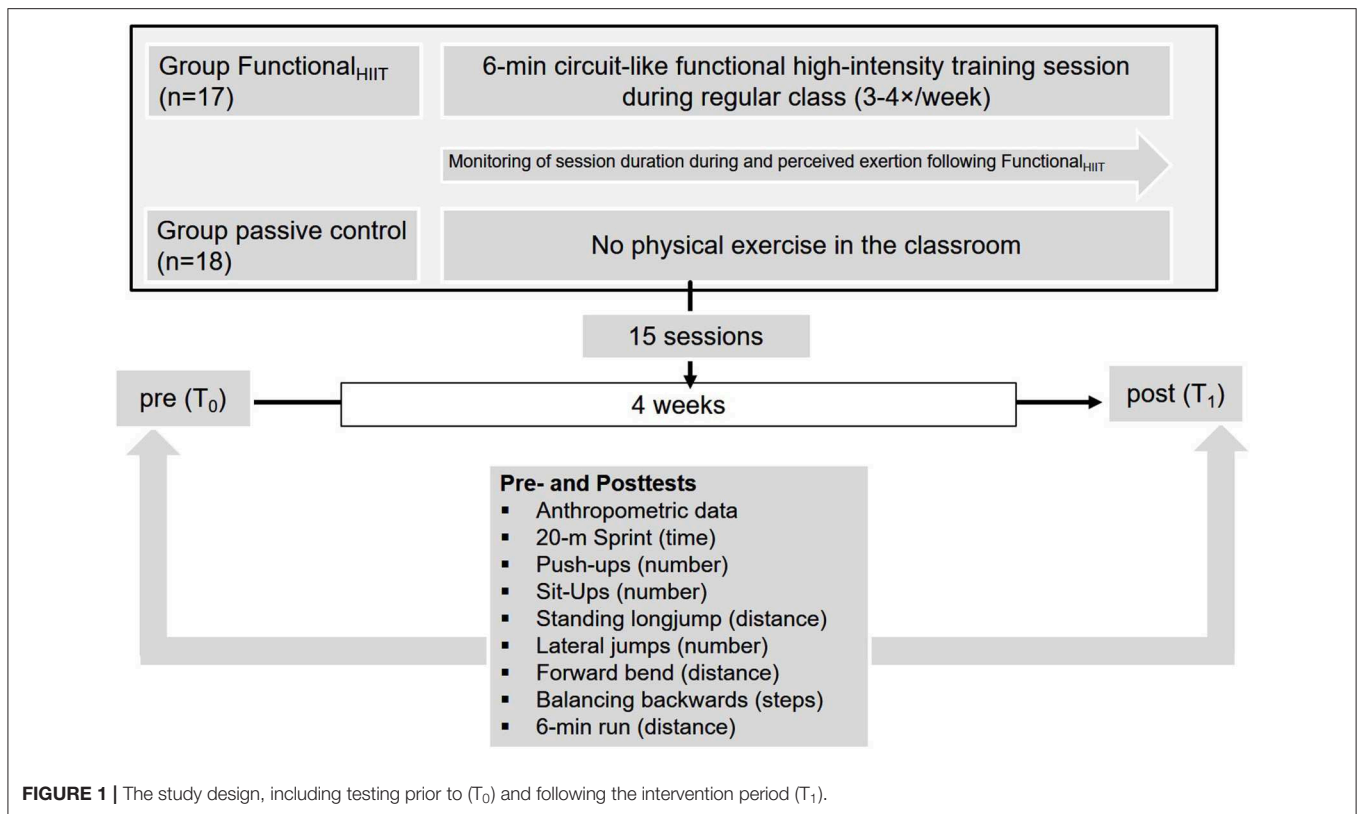 Group FunctionalHIIT
(n=17)
6-min circuit-like functional high-intensity training session
during regular class (3-4×/week)
Monitoring of session duration during and perceived exertion following FunctionalHIIT
Group passive control
(n=18)
No physical exercise in the classroom
15 sessions
pre (T0)
4 weeks
post (T1)
Pre- and Posttests
▪ Anthropometric data
▪ 20-m Sprint (time)
▪ Push-ups (number)
▪ Sit-Ups (number)
▪ Standing longjump (distance)
▪ Lateral jumps (number)
▪ Forward bend (distance)
▪ Balancing backwards (steps)
▪ 6-min run (distance)
FIGURE 1 | The study design, including testing prior to (T0) and following the intervention period (T1).